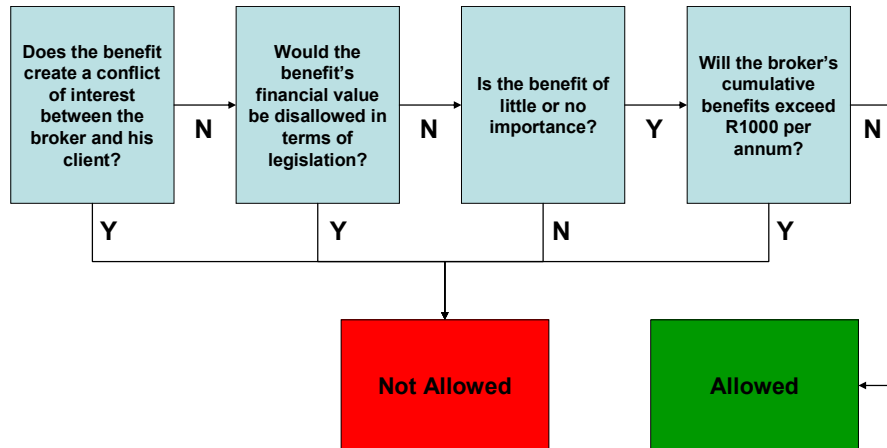 Does the benefit
create a conflict
of interest
between the
broker and his
client?
N
Would the
benefit’s
financial value
be disallowed in
terms of
legislation?
N
Is the benefit of
little or no
importance?
Y
Will the broker’s
cumulative
benefits exceed
R1000 per
annum?
N
Y
Y
N
Y
Not Allowed
Allowed